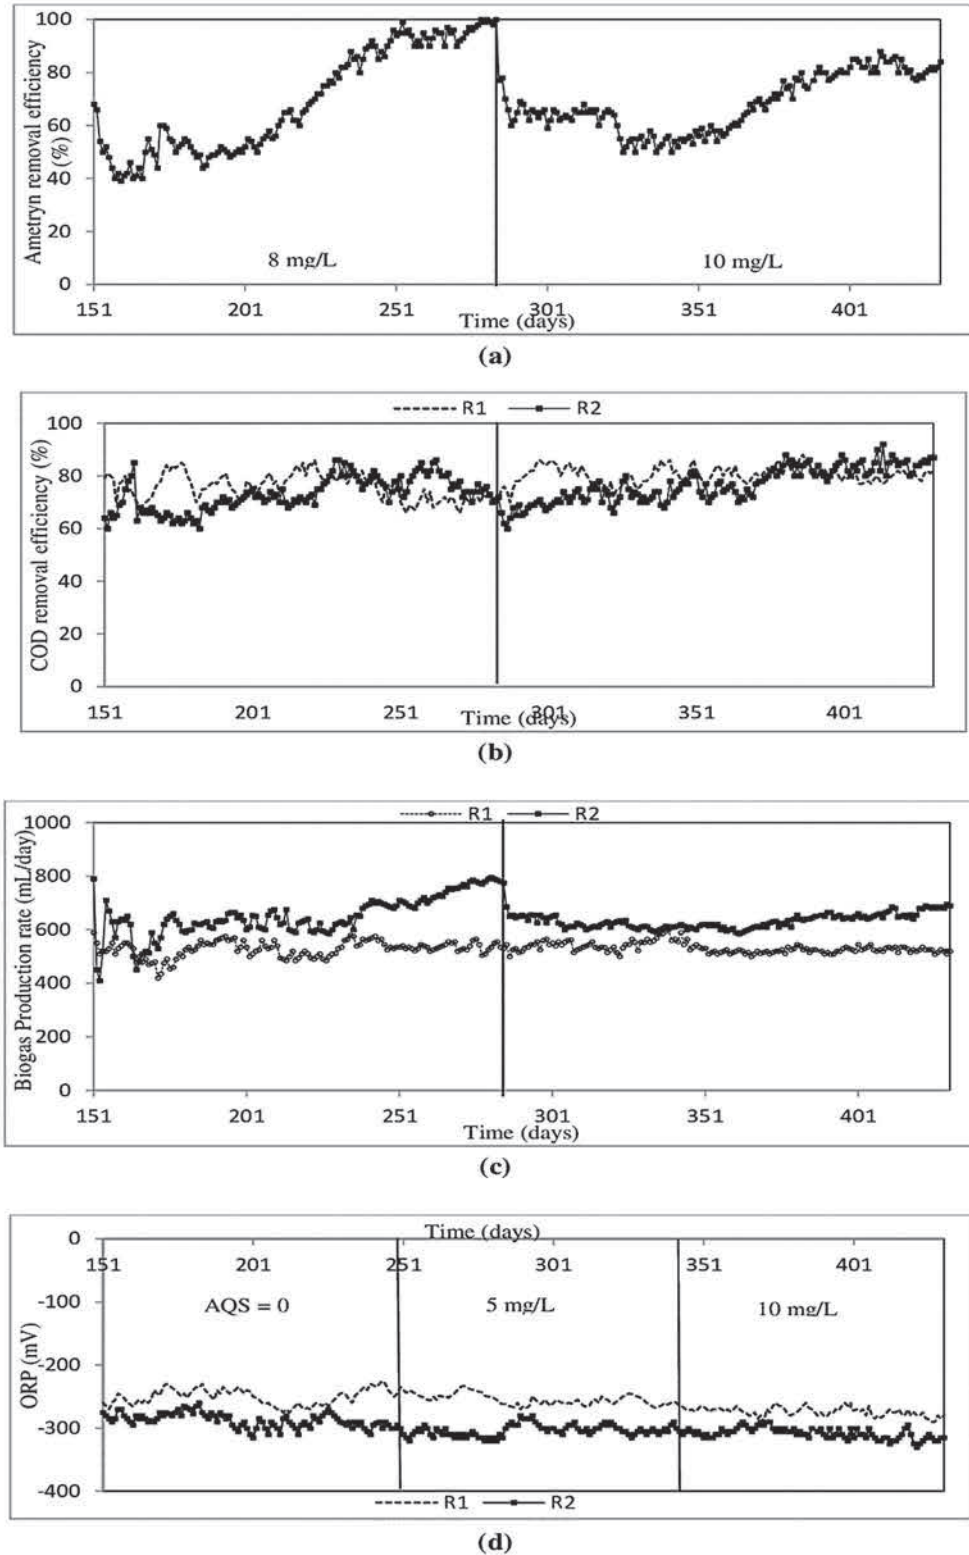 100
80
60
40
20
0
Ametryn removal efficiency
(%)
8 mg/L
10 mg/L
151
201
251
301
351
401
Time (days)
(a)
R1
R2
100
80
60
40
20
0
COD removal efficiency (%)
151
201
251
301
351
401
Time (days)
(b)
R1
R2
1000
800
600
400
200
0
Biogas Production rate (mL/day)
151
201
251
301
351
401
Time (days)
(c)
Time (days)
0
-100
-200
-300
-400
ORP (mV)
151
201
251
301
351
401
AQS = 0
5 mg/L
10 mg/L
R1
R2
(d)